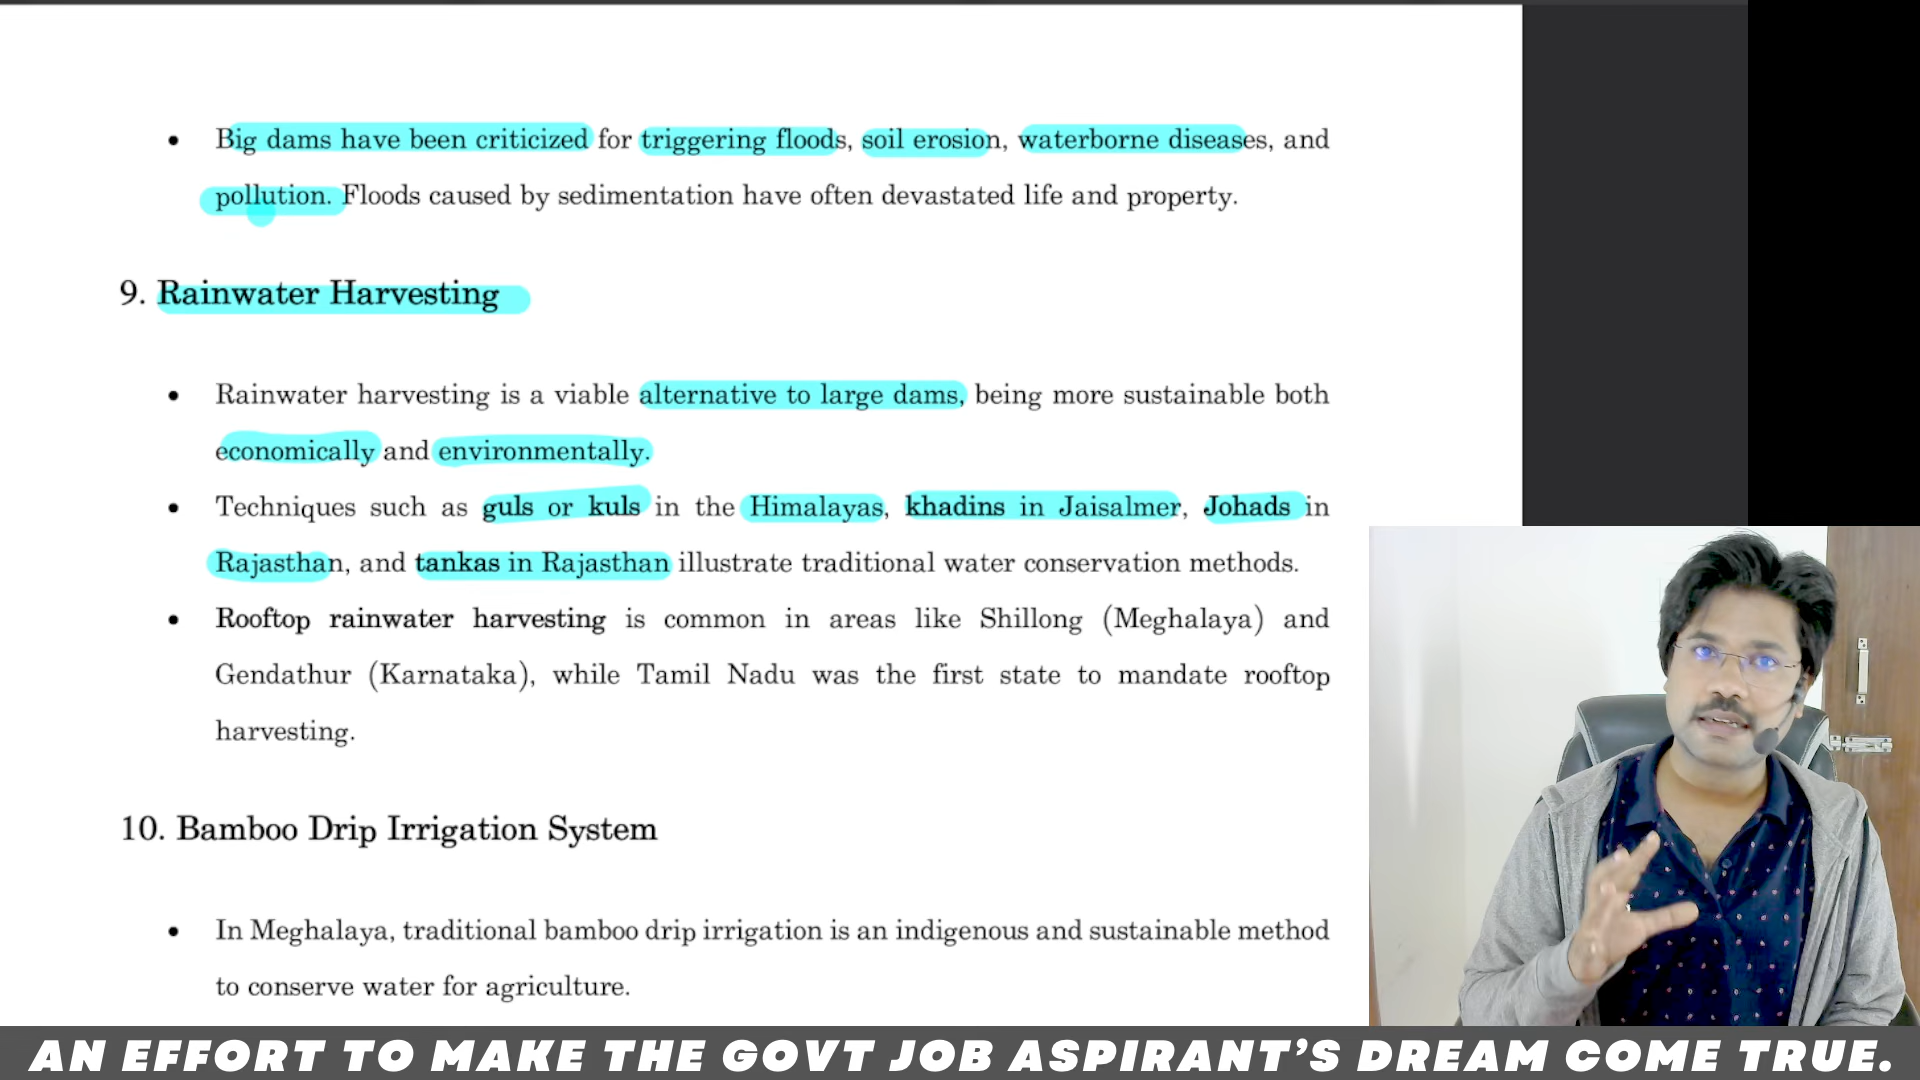 • Big dams have been criticized for triggering floods, soil erosion, waterborne diseases, and
pollution. Floods caused by sedimentation have often devastated life and property.
9. Rainwater Harvesting
• Rainwater harvesting is a viable alternative to large dams, being more sustainable both
economically and environmentally.
• Techniques such as guls or kuls in the Himalayas, khadins in Jaisalmer, Johads in
Rajasthan, and tankas in Rajasthan illustrate traditional water conservation methods.
• Rooftop rainwater harvesting is common in areas like Shillong (Meghalaya) and
Gendathur (Karnataka), while Tamil Nadu was the first state to mandate rooftop
harvesting.
10. Bamboo Drip Irrigation System
• In Meghalaya, traditional bamboo drip irrigation is an indigenous and sustainable method
to conserve water for agriculture.
AN EFFORT TO MAKE THE GOVT JOB ASPIRANT'S DREAM COME TRUE.